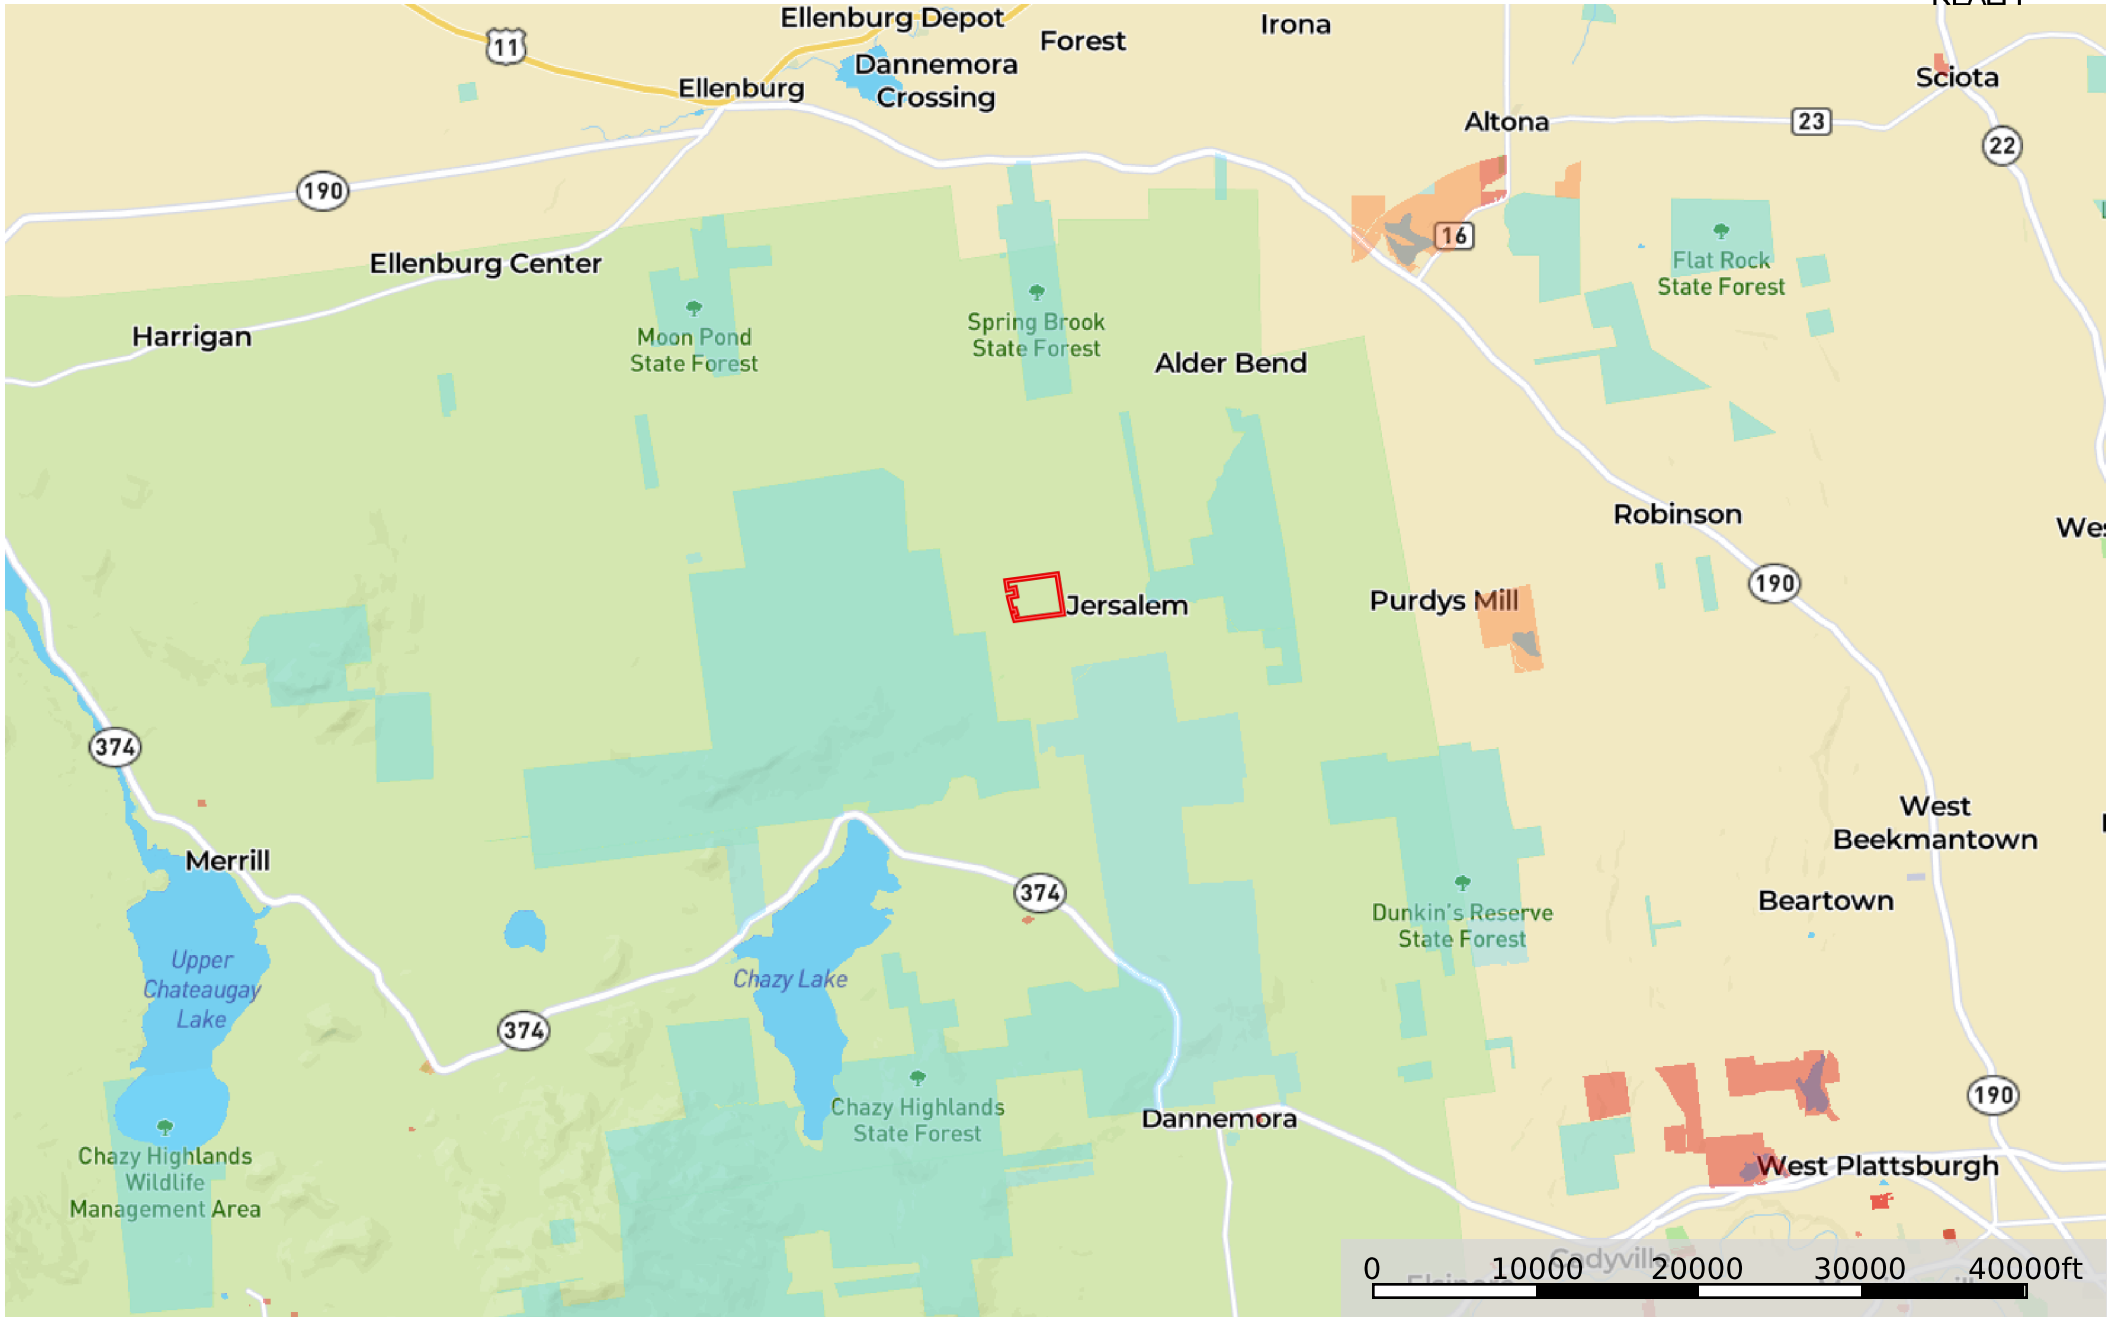 Ellenburg Depot
Irona
Forest
11
Dannemora
Crossing
Sciota
Ellenburg
Altona
23
22
190
16
Ellenburg Center
Flat Rock
State Forest
Harrigan
Moon Pond
State Forest
Spring Brook
State Forest
Alder Bend
Robinson
190
Jersalem
Purdys Mill
374
West
Beekmantown
Merrill
374
Beartown
Dunkin's Reserve
State Forest
Upper
Chateaugay
Lake
Chazy Lake
374
190
Chazy Highlands
State Forest
Dannemora
Chazy Highlands
Wildlife
Management Area
West Plattsburgh
Cadyville
0 10000 20000 30000 40000ft